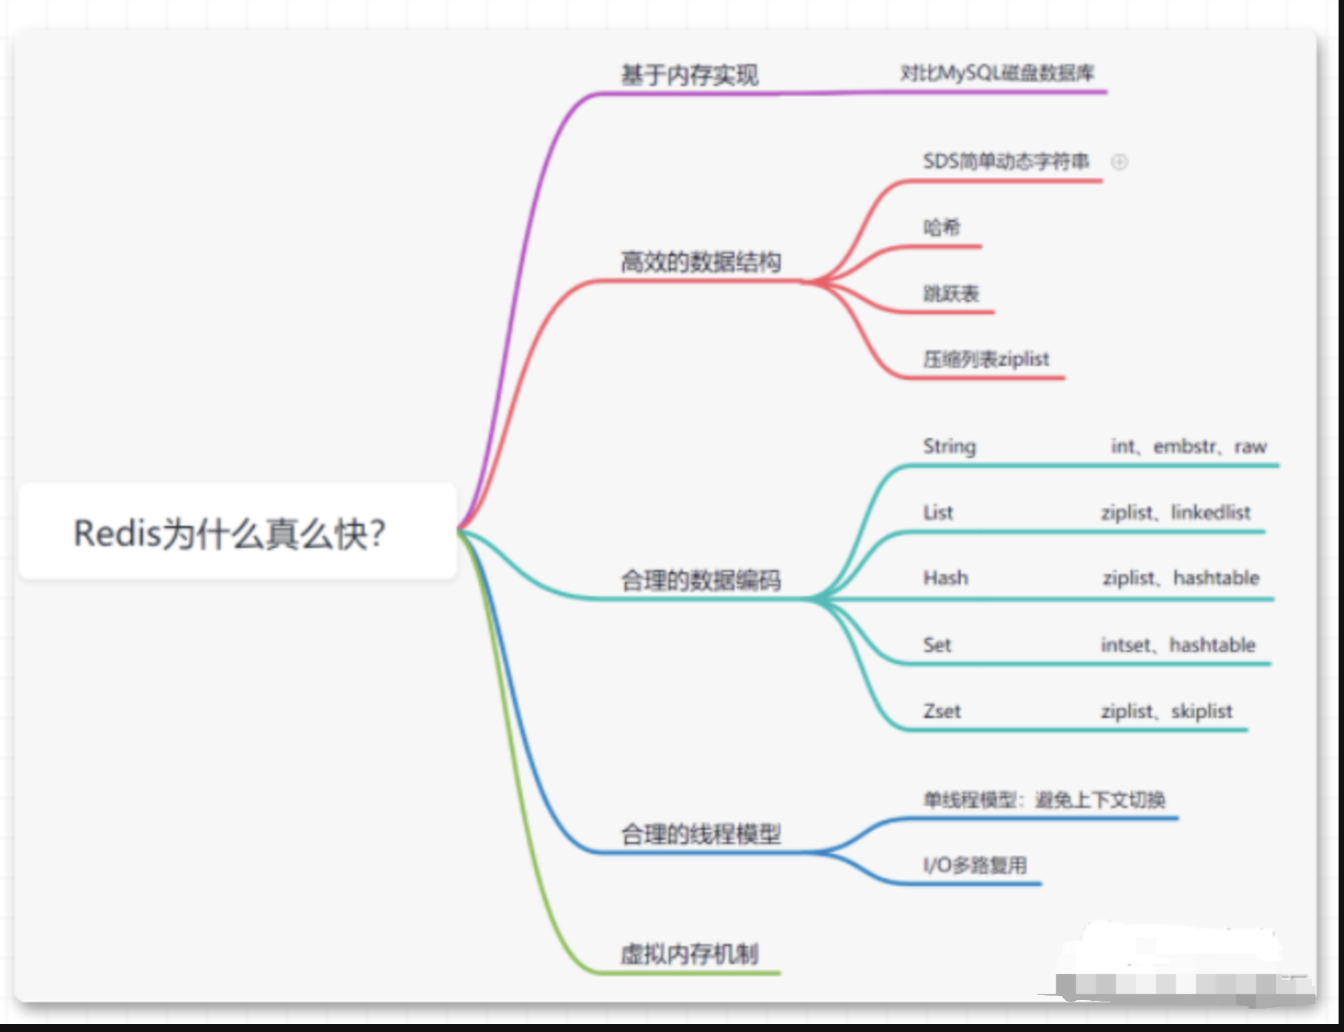 基于内存实现 对比MySQL磁盘数据库
SDS简单动态字符串
哈希
高效的数据结构
跳跃表
压缩列表ziplist
String int、embstr、raw
List ziplist、linkedlist
Redis为什么真么快？
合理的数据编码
Hash ziplist、hashtable
Set intset、hashtable
Zset ziplist、skiplist
单线程模型：避免上下文切换
合理的线程模型
I/O多路复用
虚拟内存机制